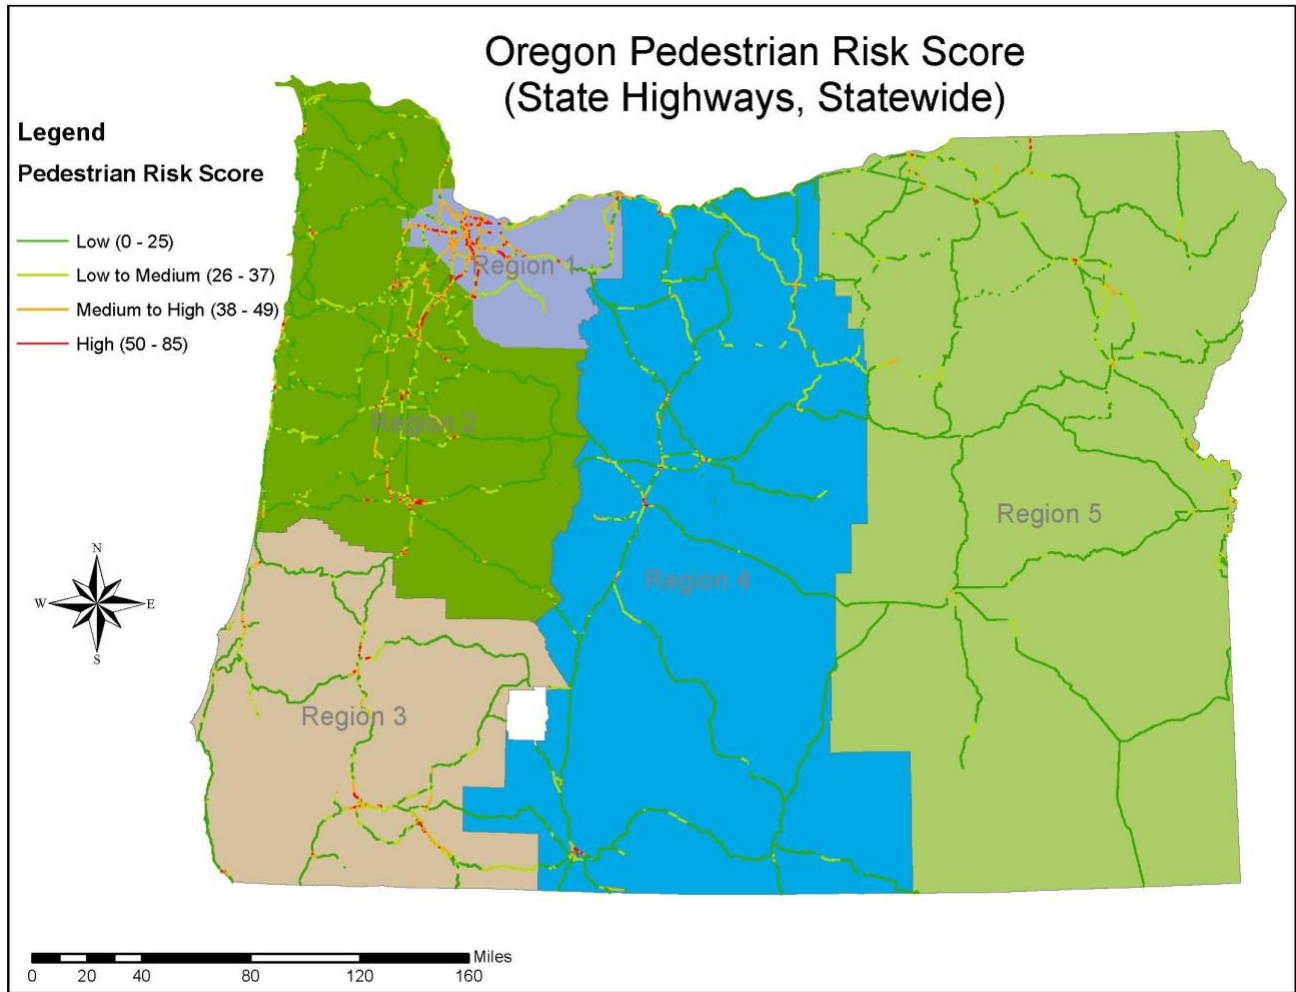 Oregon Pedestrian Risk Score
(State Highways, Statewide)
Legend
Pedestrian Risk Score
Low (0 - 25)
Low to Medium (26 - 37)
Medium to High (38 - 49)
High (50 - 85)
Region 1
Region 2
Region 5
Region 4
Region 3
N
W E
S
Miles
0 20 40 80 120 160